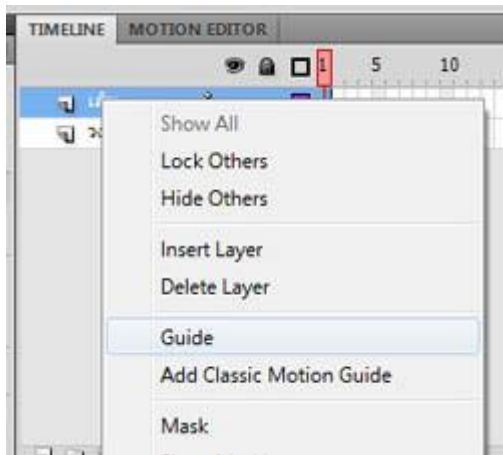 TIMELINE MOTION EDITOR
1 5 10
Show All
Lock Others
Hide Others
Insert Layer
Delete Layer
Guide
Add Classic Motion Guide
Mask